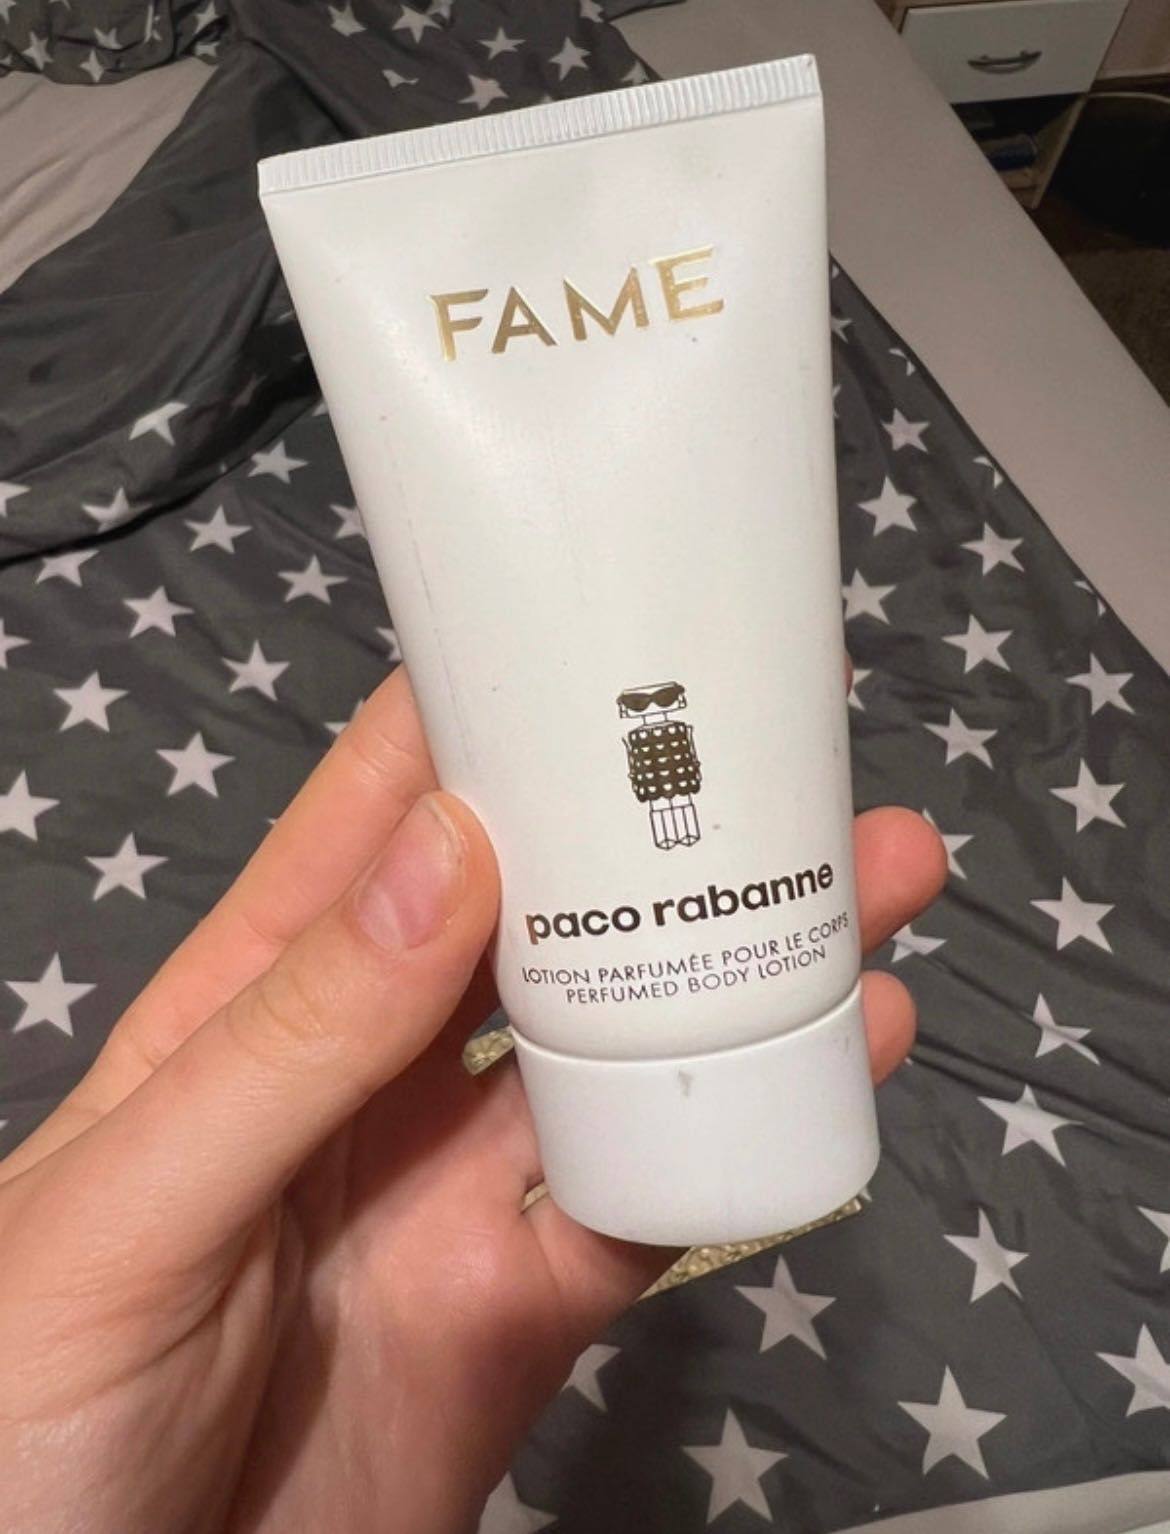 FAME
paco rabanne
LOTION PARFUMÉE POUR LE CORPS
PERFUMED BODY LOTION